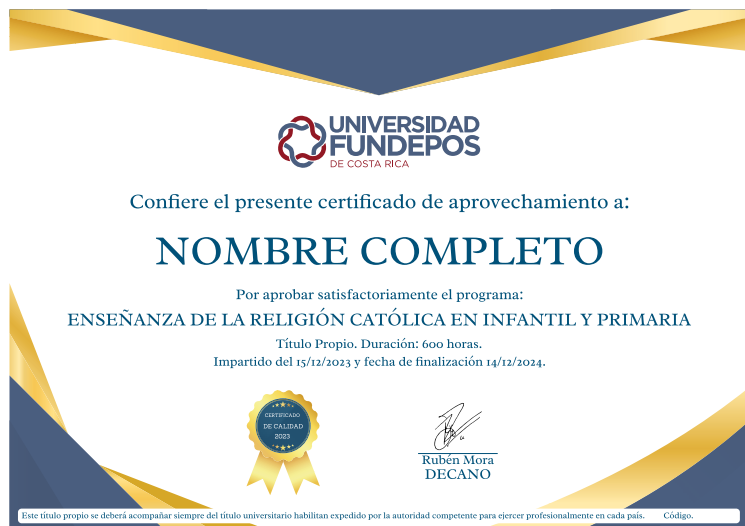 UNIVERSIDAD
FUNDEPOS
DE COSTA RICA
Confiere el presente certificado de aprovechamiento a:
NOMBRE COMPLETO
Por aprobar satisfactoriamente el programa:
ENSEÑANZA DE LA RELIGIÓN CATÓLICA EN INFANTIL Y PRIMARIA
Título Propio. Duración: 600 horas.
Impartido del 15/12/2023 y fecha de finalización 14/12/2024.
CERTIFICADO
DE CALIDAD
2023
Rubén Mora
DECANO
Este título propio se deberá acompañar siempre del título universitario habilitan expedido por la autoridad competente para ejercer profesionalmente en cada país. Código.